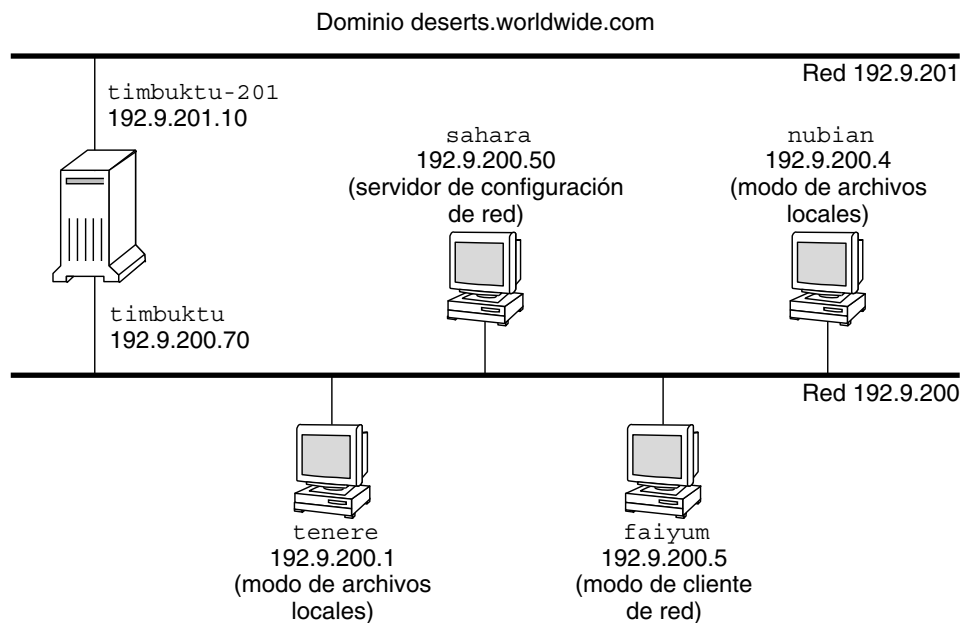 Dominio deserts.worldwide.com
Red 192.9.201
timbuktu-201
192.9.201.10
sahara
192.9.200.50
(servidor de configuración
de red)
nubian
192.9.200.4
(modo de archivos
locales)
timbuktu
192.9.200.70
Red 192.9.200
tenere
192.9.200.1
(modo de archivos
locales)
faiyum
192.9.200.5
(modo de cliente
de red)